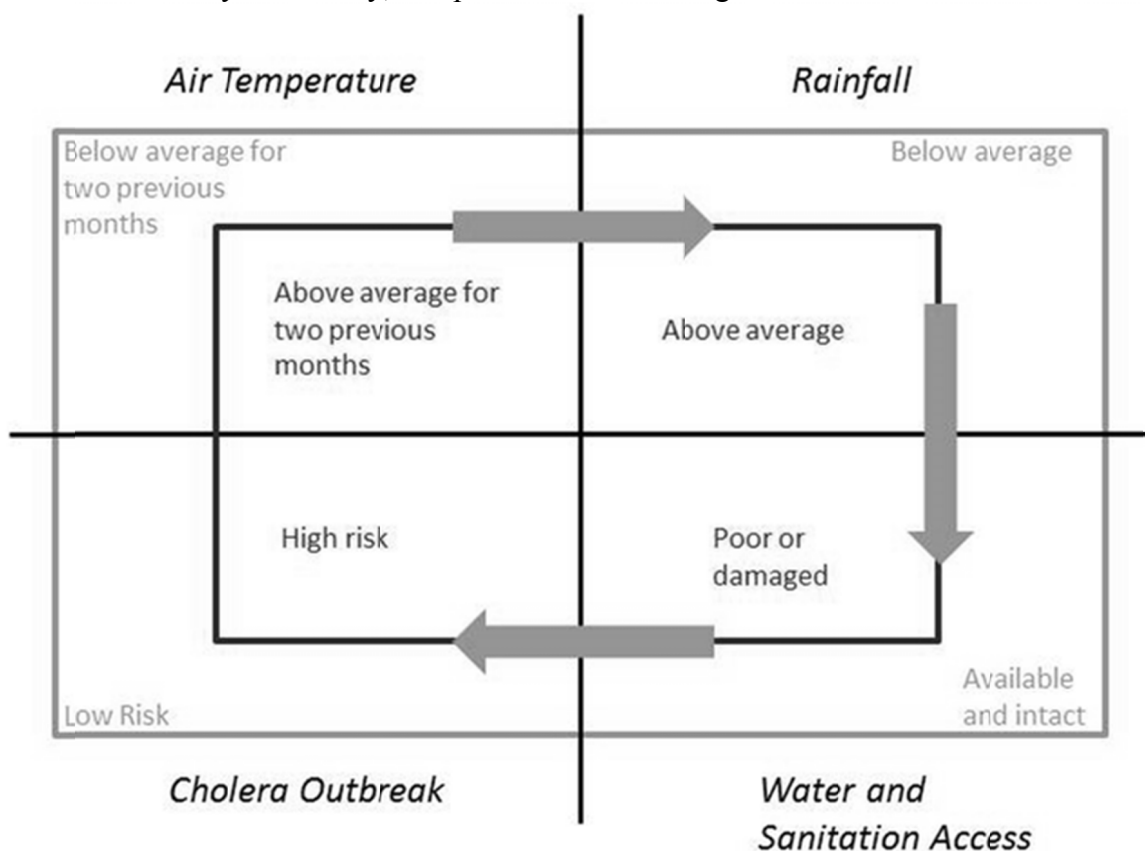 Air Temperature
Rainfall
Below average for
two previous
months
Below average
Above average for
two previous
months
Above average
High risk
Poor or
damaged
Low Risk
Available
and intact
Cholera Outbreak
Water and
Sanitation Access